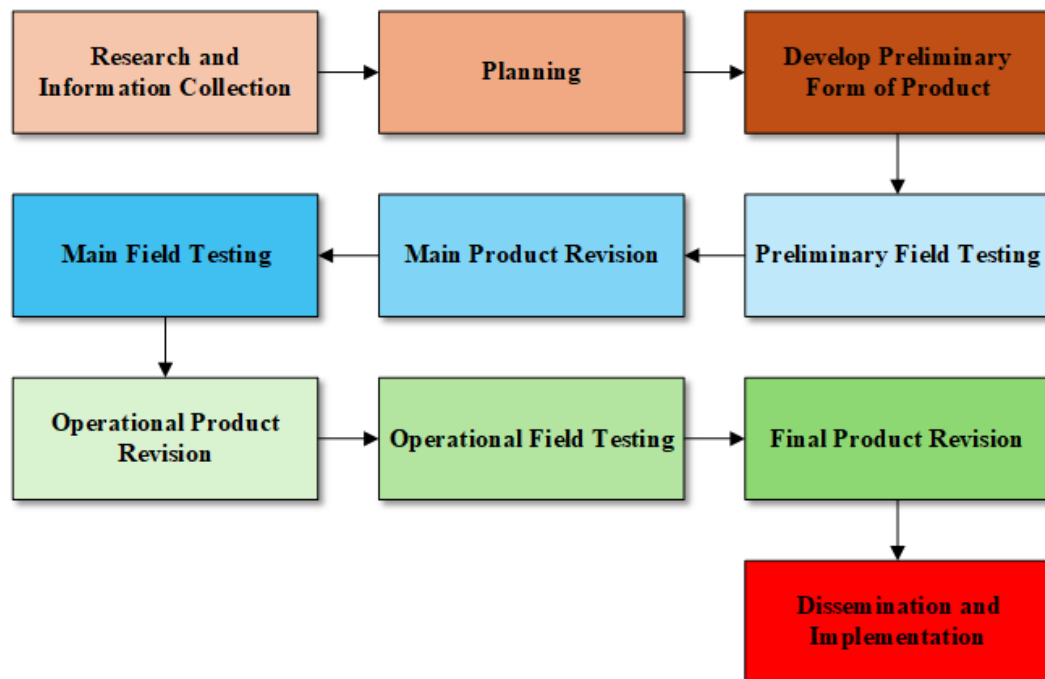 Research and
Information Collection
Planning
Develop Preliminary
Form of Product
Main Field Testing
Main Product Revision
Preliminary Field Testing
Operational Product
Revision
Operational Field Testing
Final Product Revision
Dissemination and
Implementation